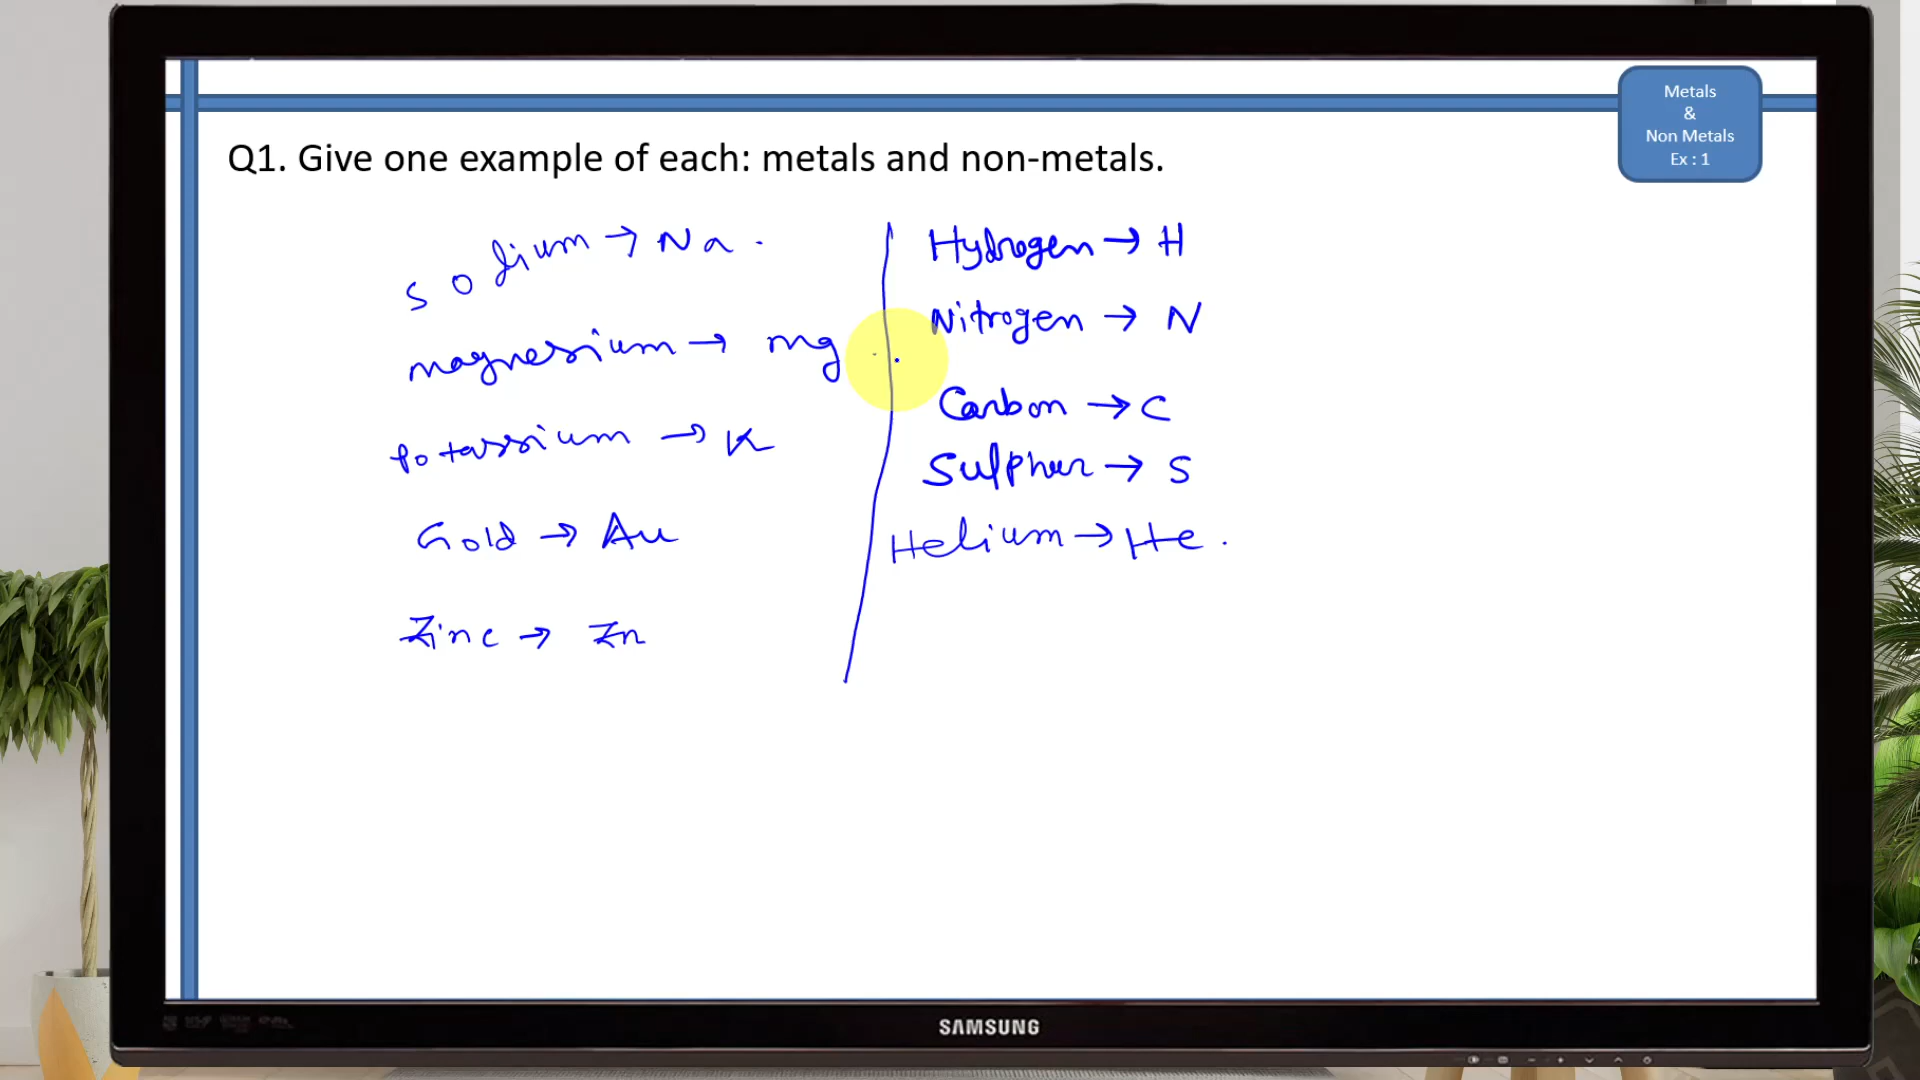 Metals
&
Non Metals
Ex : 1
Q1. Give one example of each: metals and non-metals.
Sodium → Na .
magnesium → mg
Potassium → K
Gold → Au
Zinc → Zn
Hydrogen → H
Nitrogen → N
Carbon → C
Sulphur → S
Helium → He .
SAMSUNG